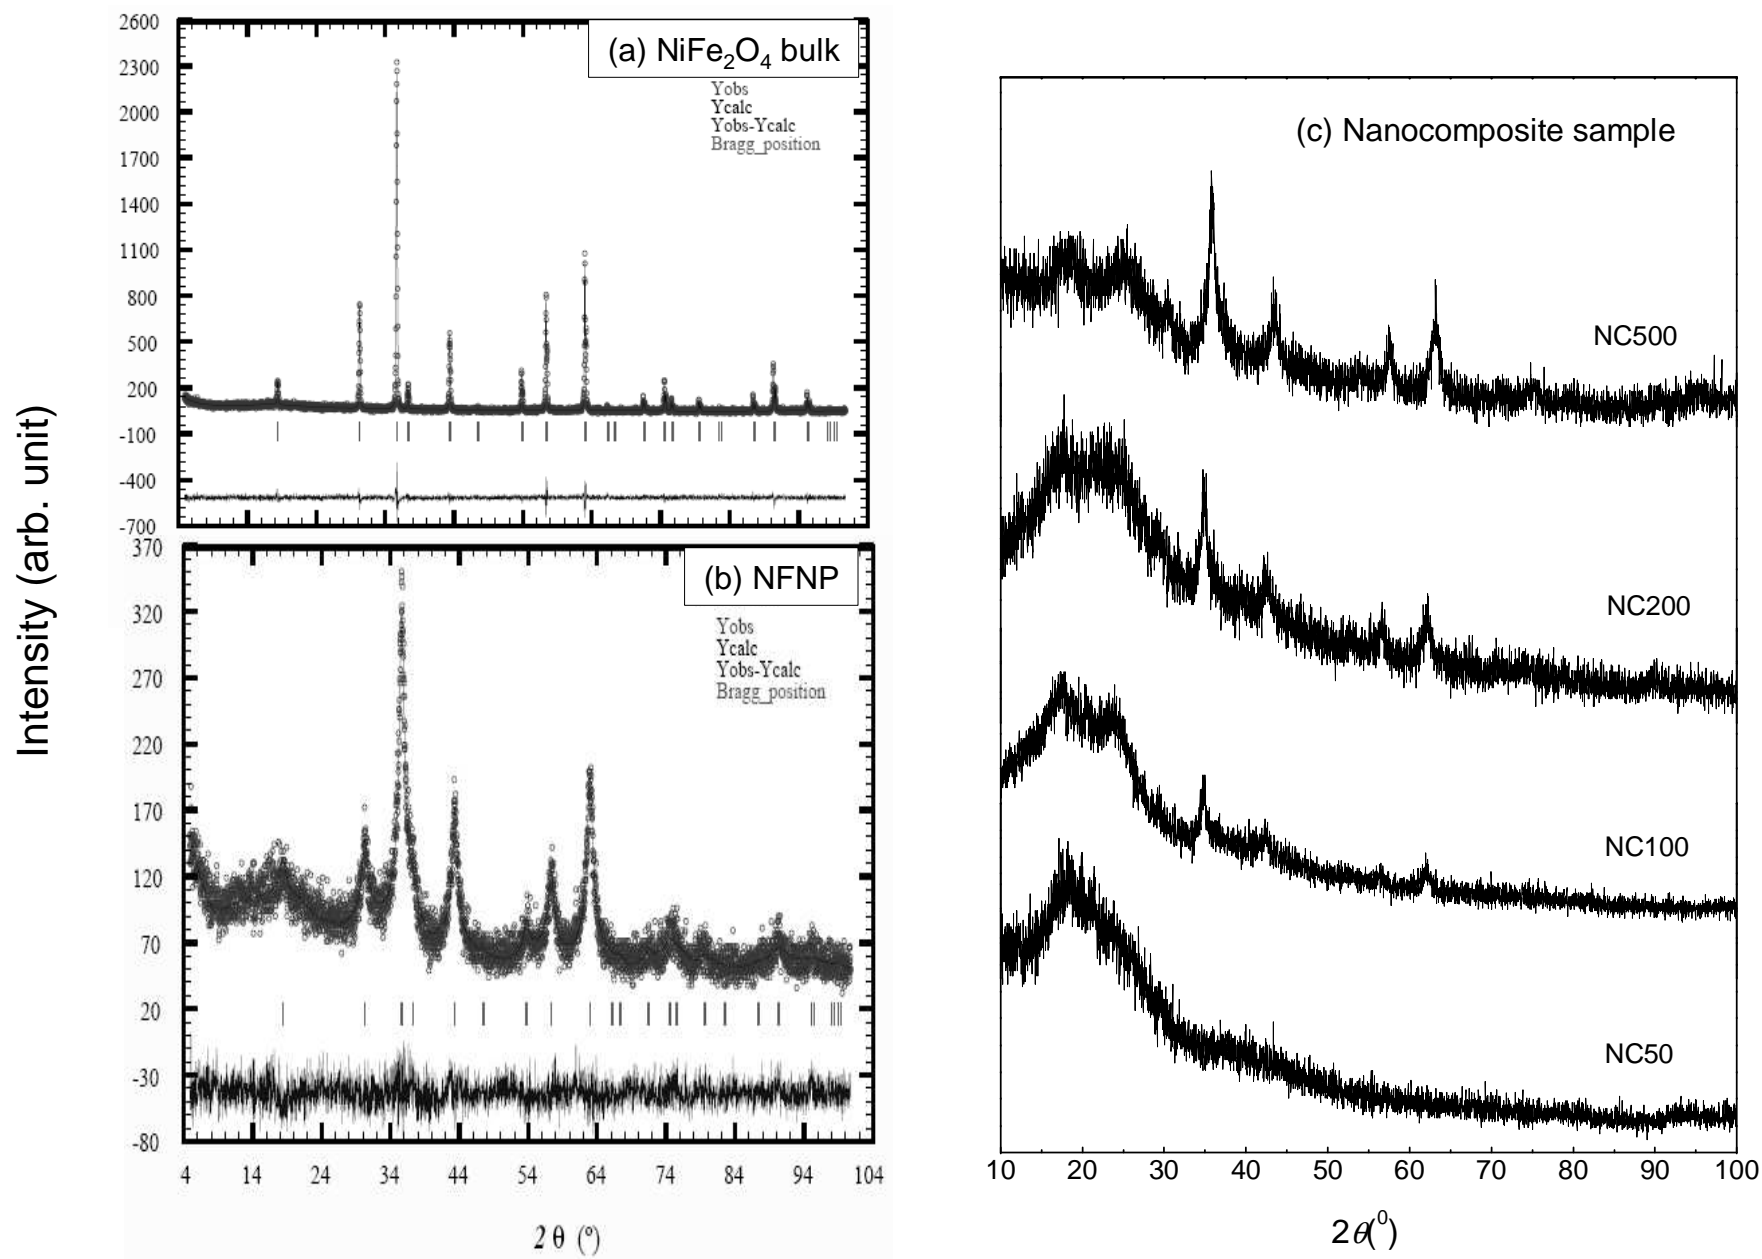 Intensity (arb. unit)
(a) NiFe₂O₄ bulk
Yobs
Ycalc
Yobs-Ycalc
Bragg_position
2600
2300
2000
1700
1400
1100
800
500
200
-100
-400
-700
(b) NFNP
Yobs
Ycalc
Yobs-Ycalc
Bragg_position
370
320
270
220
170
120
70
20
-30
-80
4 14 24 34 44 54 64 74 84 94 104
2 θ (º)
(c) Nanocomposite sample
NC500
NC200
NC100
NC50
10 20 30 40 50 60 70 80 90 100
2θ(⁰)